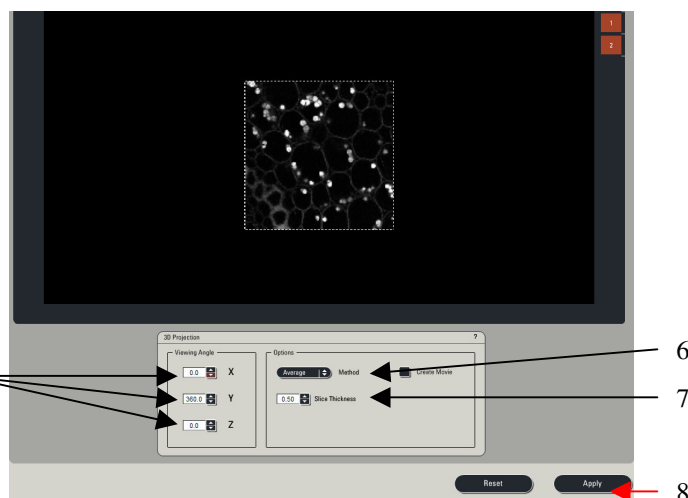 1
2
3D Projection ?
Viewing Angle
Options
0.0 X
Average Method
Create Movie
6
360.0 Y
0.50 Slice Thickness
7
0.0 Z
Reset
Apply
8